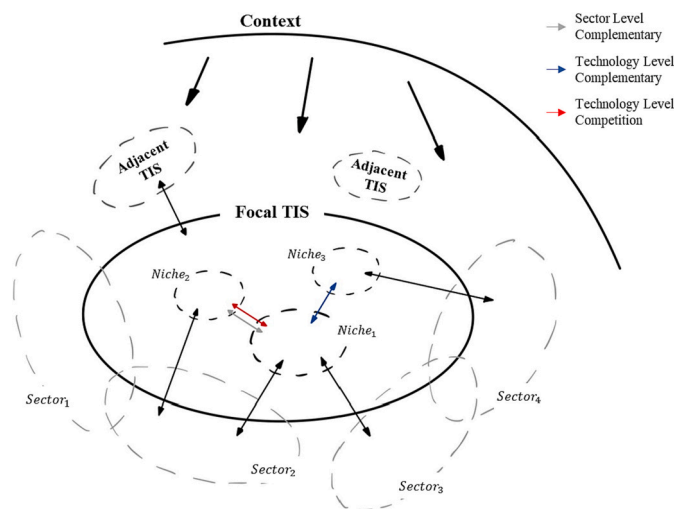 Context
Sector Level
Complementary
Technology Level
Complementary
Technology Level
Competition
Adjacent
TIS
Adjacent
TIS
Focal TIS
Niche₃
Niche₂
Niche₁
Sector₁
Sector₄
Sector₂
Sector₃